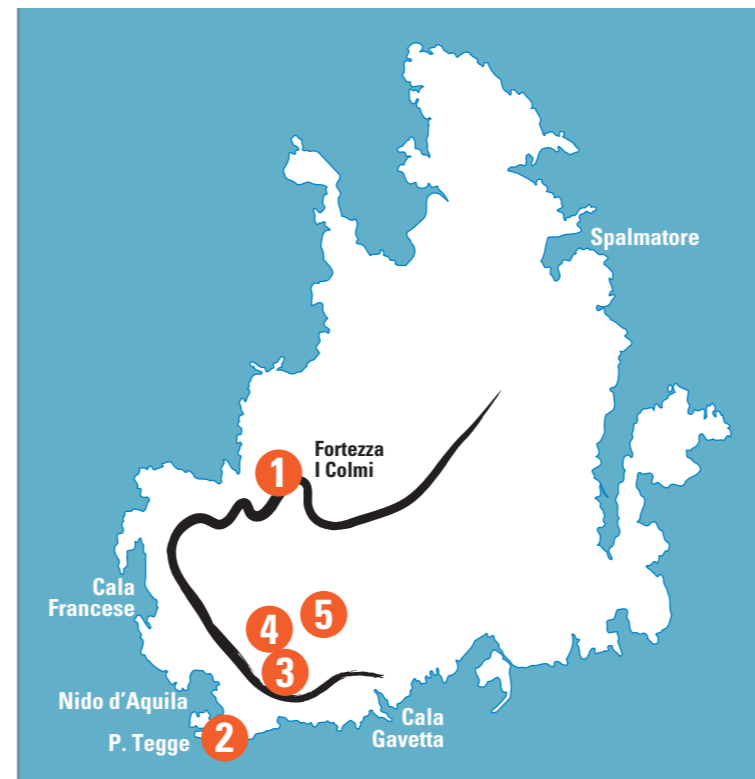 Spalmatore
Fortezza
I Colmi
1
Cala
Francese
5
4
3
Nido d'Aquila
P. Tegge
2
Cala
Gavetta